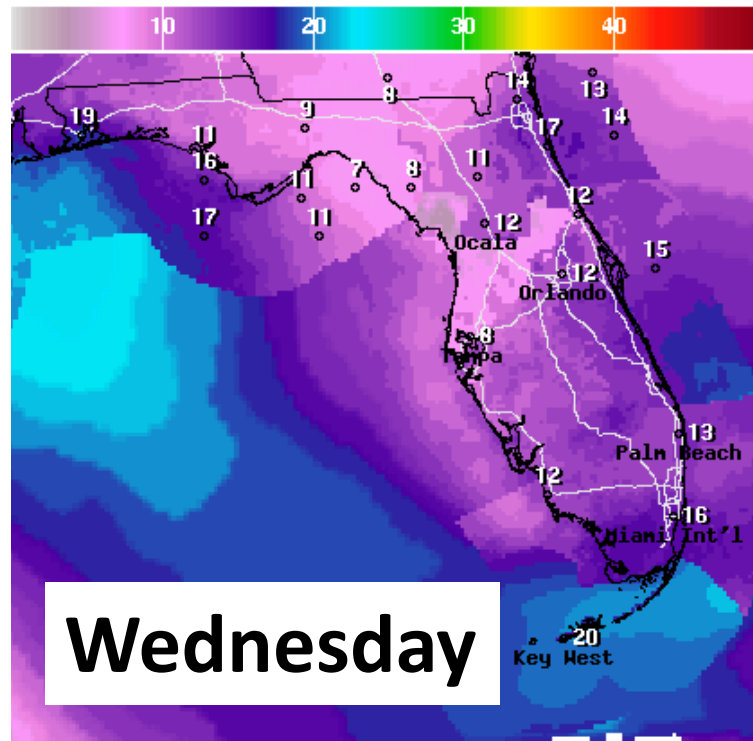 10 20 30 40
8 14 13
19 9 14
11 17
16 11
7 8
11
12
17 11 12
Ocala
15
12
Orlando
8
Tampa
13
Palm Beach
12
16
Miami Int'l
20
Key West
Wednesday